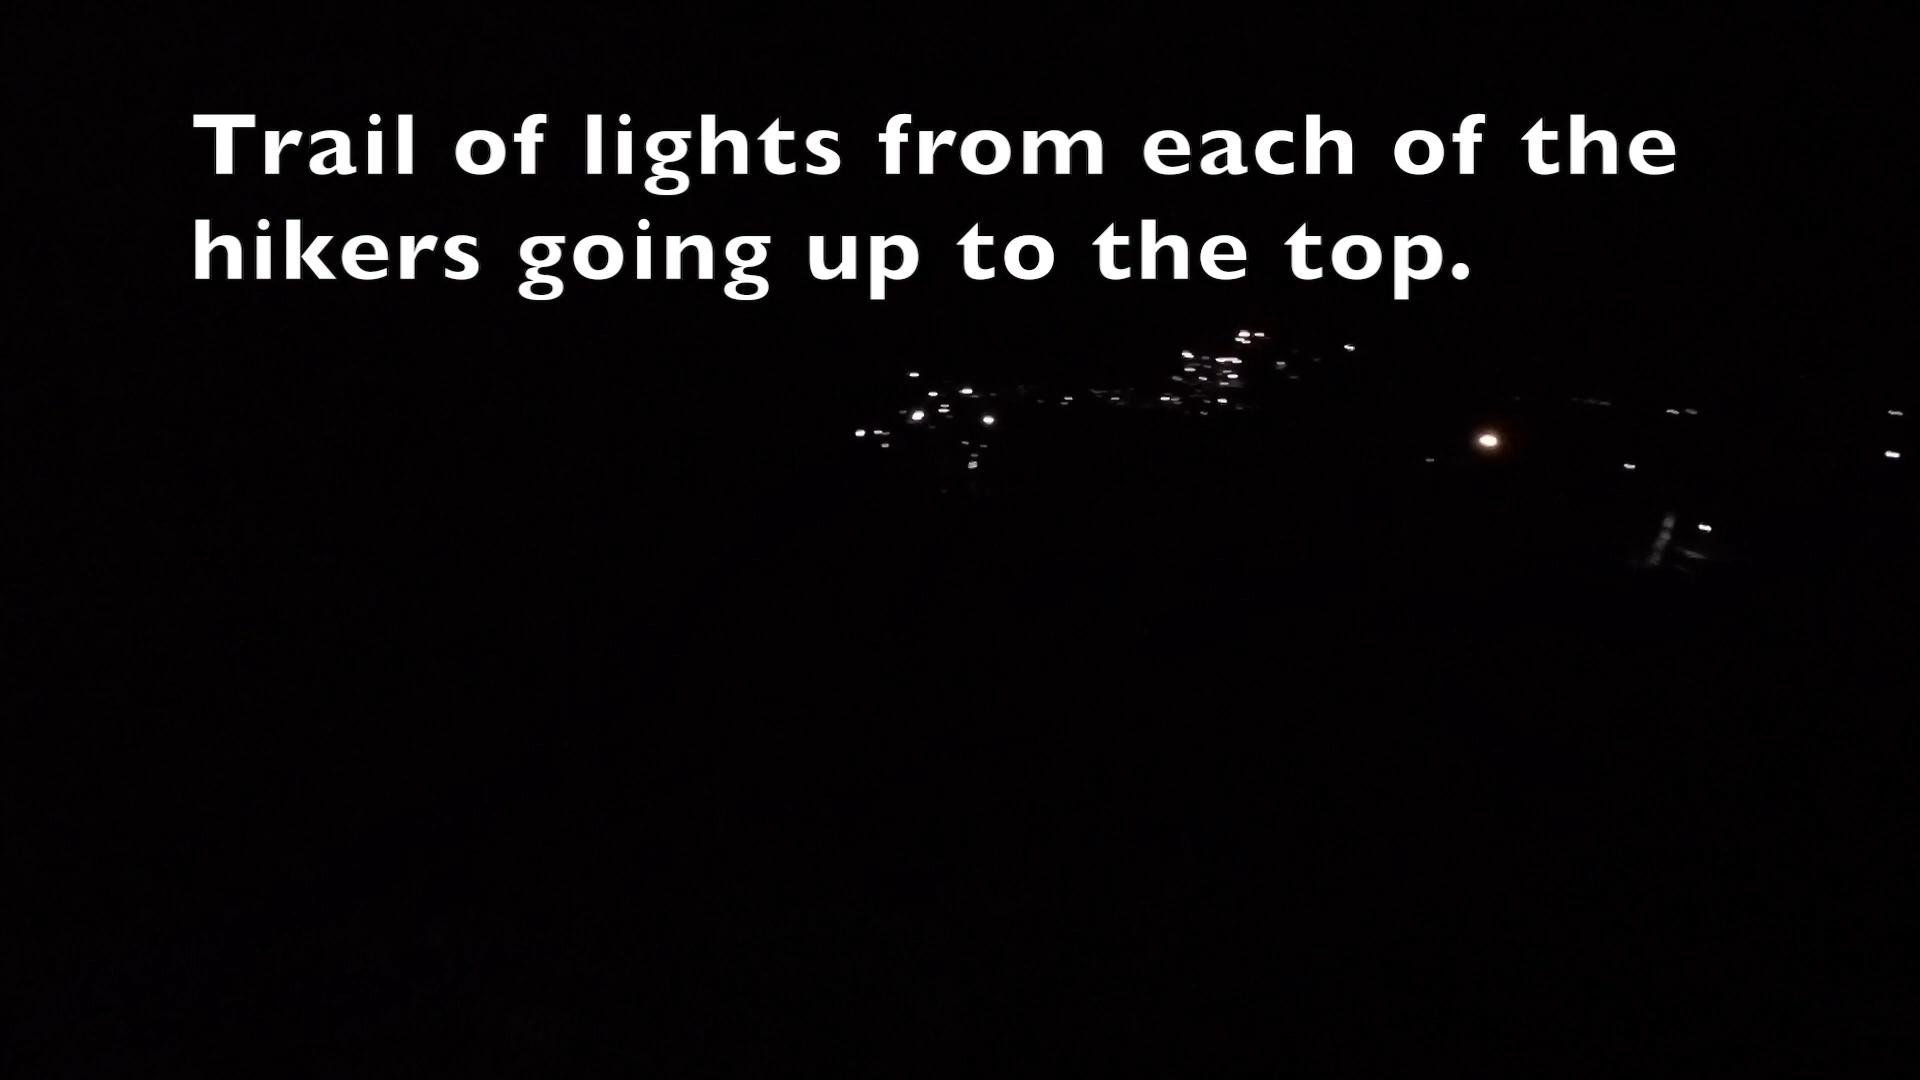 Trail of lights from each of the
hikers going up to the top.